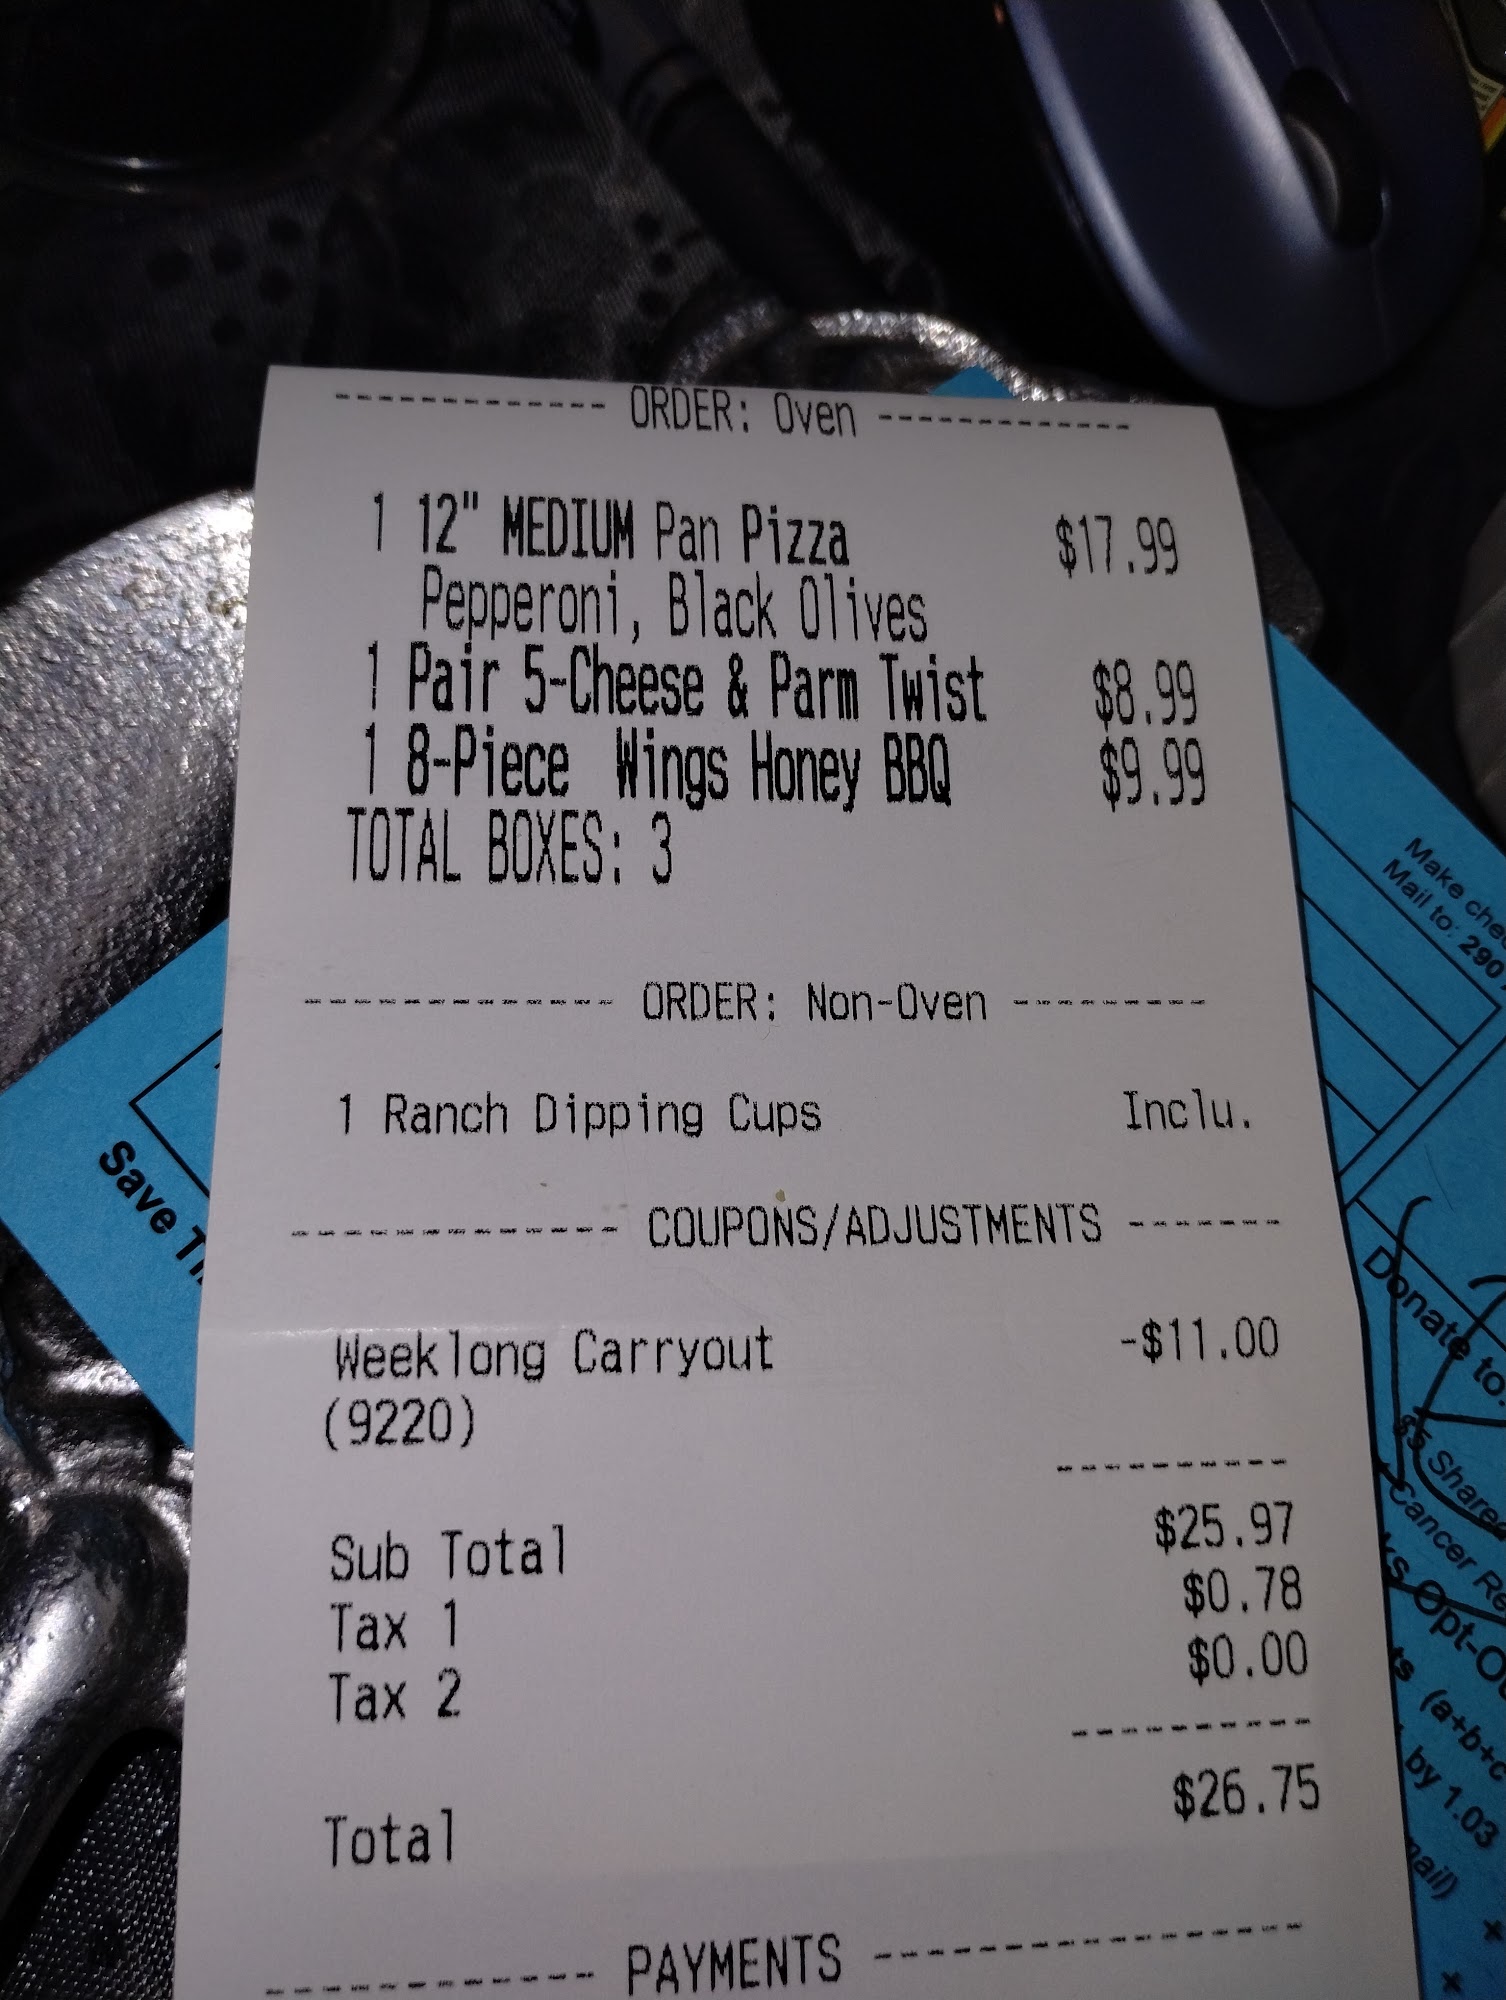 ------------- ORDER: Oven -------------
1 12" MEDIUM Pan Pizza $17.99
Pepperoni, Black Olives
1 Pair 5-Cheese & Parm Twist $8.99
1 8-Piece Wings Honey BBQ $9.99
TOTAL BOXES: 3
------------- ORDER: Non-Oven ---------
1 Ranch Dipping Cups Inclu.
------------- COUPONS/ADJUSTMENTS -------
Weeklong Carryout -$11.00
(9220)
----------
Sub Total $25.97
Tax 1 $0.78
Tax 2 $0.00
----------
Total $26.75
------------- PAYMENTS ---------------
Save
Make
Mail to: 290
Donate to:
$5 Share
Cancer
Opt-O
(a+b+c
by 1.03